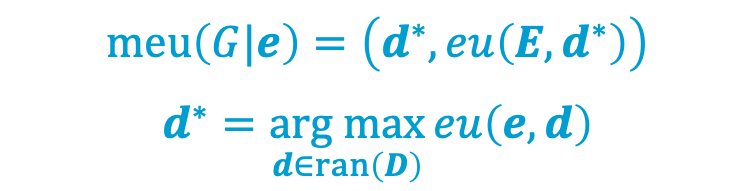 meu(G|e) = (d*, eu(E, d*))
d* = arg max eu(e, d)
d∈ran(D)